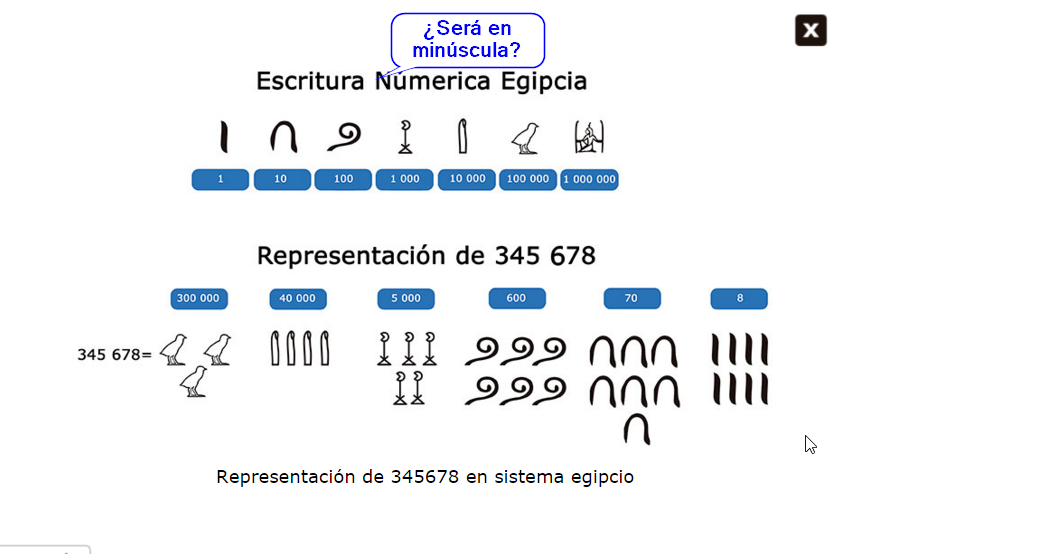 ¿Será en
minúscula?
X
Escritura Numerica Egipcia
1 10 100 1 000 10 000 100 000 1 000 000
Representación de 345 678
300 000 40 000 5 000 600 70 8
345 678=
Representación de 345678 en sistema egipcio